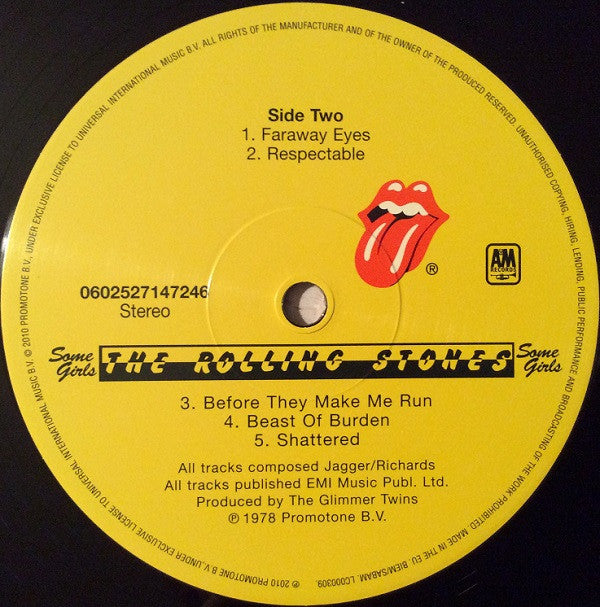 ℗ 2010 PROMOTONE B.V. UNDER EXCLUSIVE LICENSE TO UNIVERSAL INTERNATIONAL MUSIC B.V. © 2010 PROMOTONE B.V. UNDER EXCLUSIVE LICENSE TO UNIVERSAL INTERNATIONAL MUSIC B.V. ALL RIGHTS OF THE MANUFACTURER AND OF THE OWNER OF THE PRODUCED RESERVED. UNAUTHORISED COPYING, HIRING, LENDING, PUBLIC PERFORMANCE AND BROADCASTING OF THE WORK PROHIBITED. MADE IN THE EU. BIEM/SABAM. LC000309.
Side Two
1. Faraway Eyes
2. Respectable
®
A&M
RECORDS
0602527147246
Stereo
Some Girls
THE ROLLING STONES
Some Girls
3. Before They Make Me Run
4. Beast Of Burden
5. Shattered
All tracks composed Jagger/Richards
All tracks published EMI Music Publ. Ltd.
Produced by The Glimmer Twins
℗ 1978 Promotone B.V.